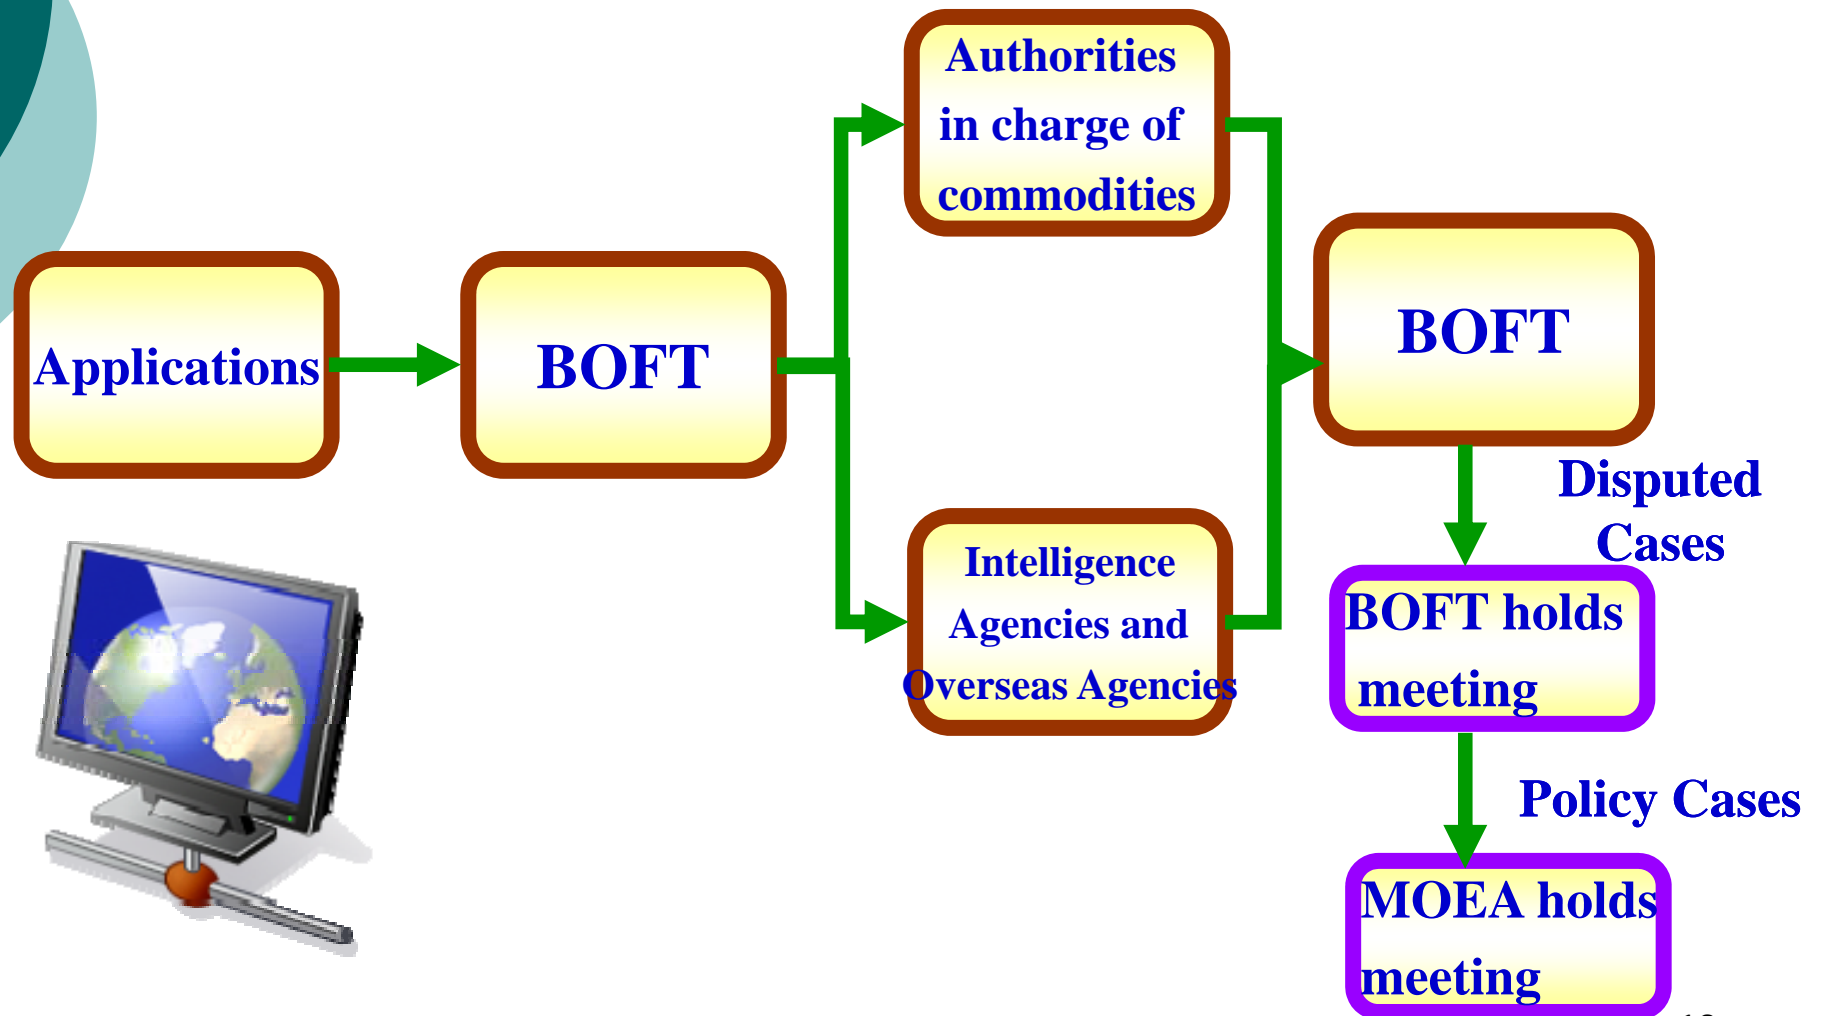 Authorities
in charge of
commodities
Applications
BOFT
BOFT
Disputed
Cases
Intelligence
Agencies and
Overseas Agencies
BOFT holds
meeting
Policy Cases
MOEA holds
meeting